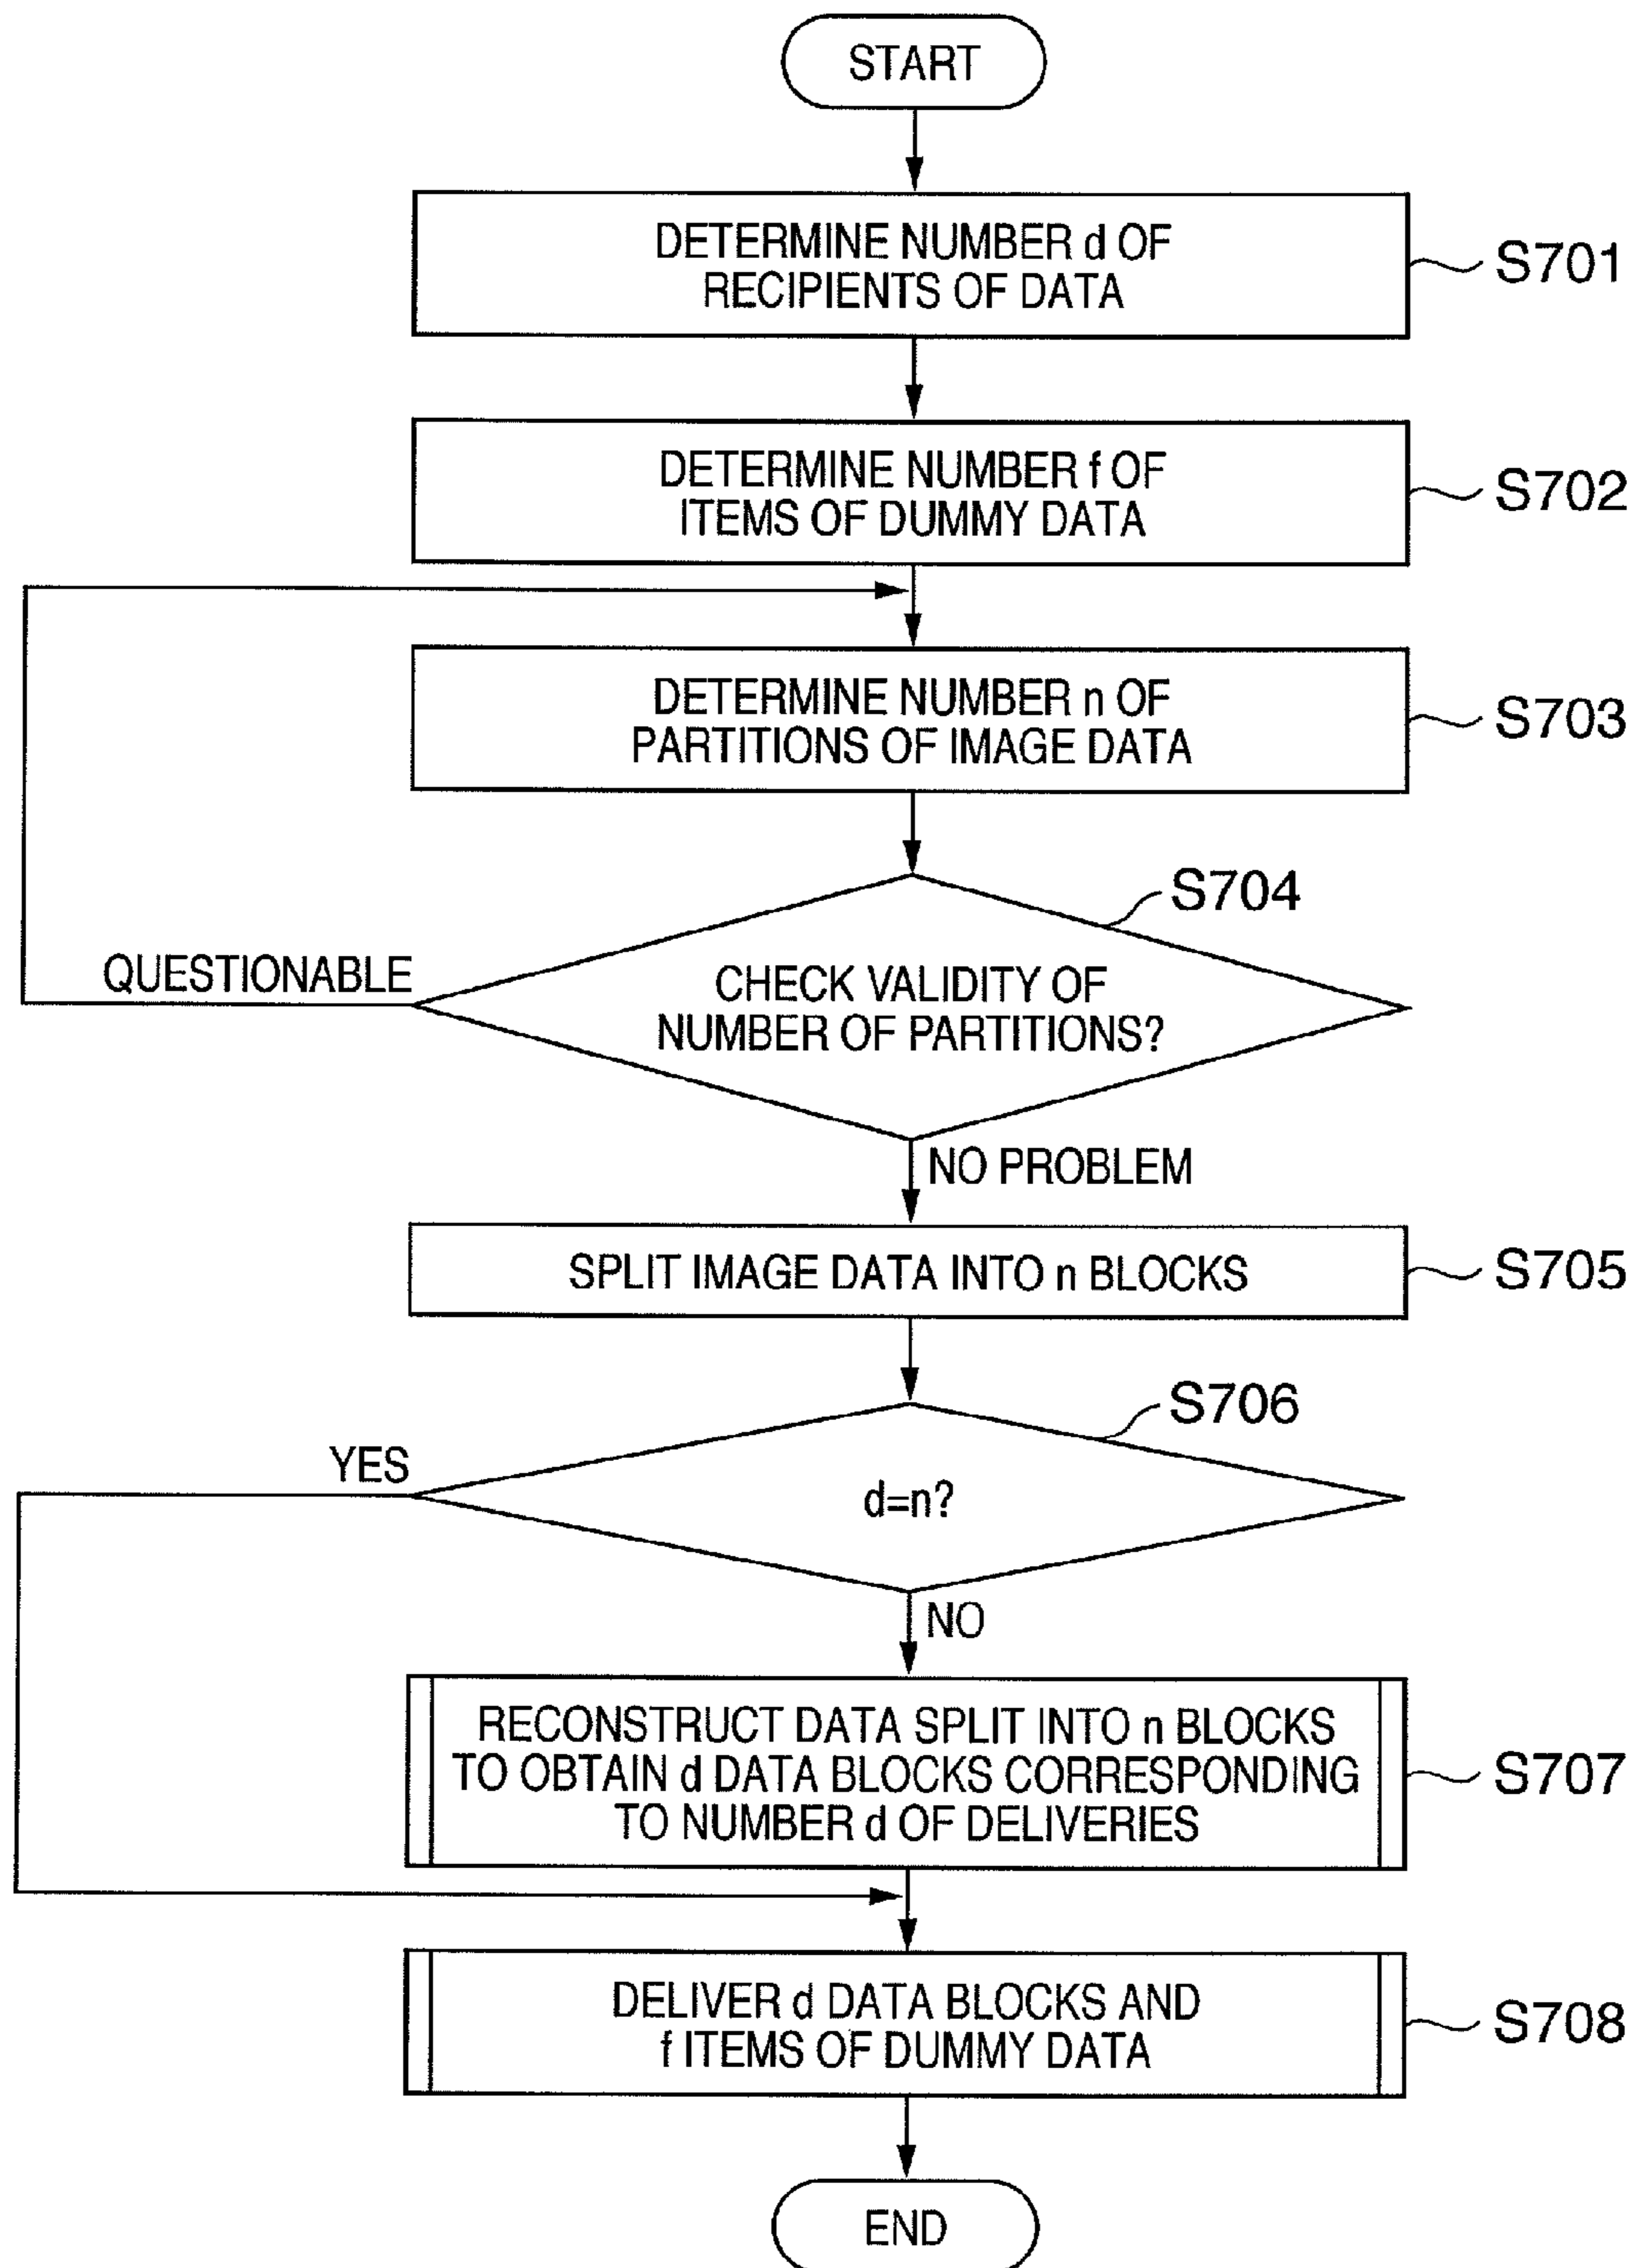 START
DETERMINE NUMBER d OF
RECIPIENTS OF DATA
S701
DETERMINE NUMBER f OF
ITEMS OF DUMMY DATA
S702
DETERMINE NUMBER n OF
PARTITIONS OF IMAGE DATA
S703
S704
QUESTIONABLE
CHECK VALIDITY OF
NUMBER OF PARTITIONS?
NO PROBLEM
SPLIT IMAGE DATA INTO n BLOCKS
S705
S706
YES
d=n?
NO
RECONSTRUCT DATA SPLIT INTO n BLOCKS
TO OBTAIN d DATA BLOCKS CORRESPONDING
TO NUMBER d OF DELIVERIES
S707
DELIVER d DATA BLOCKS AND
f ITEMS OF DUMMY DATA
S708
END